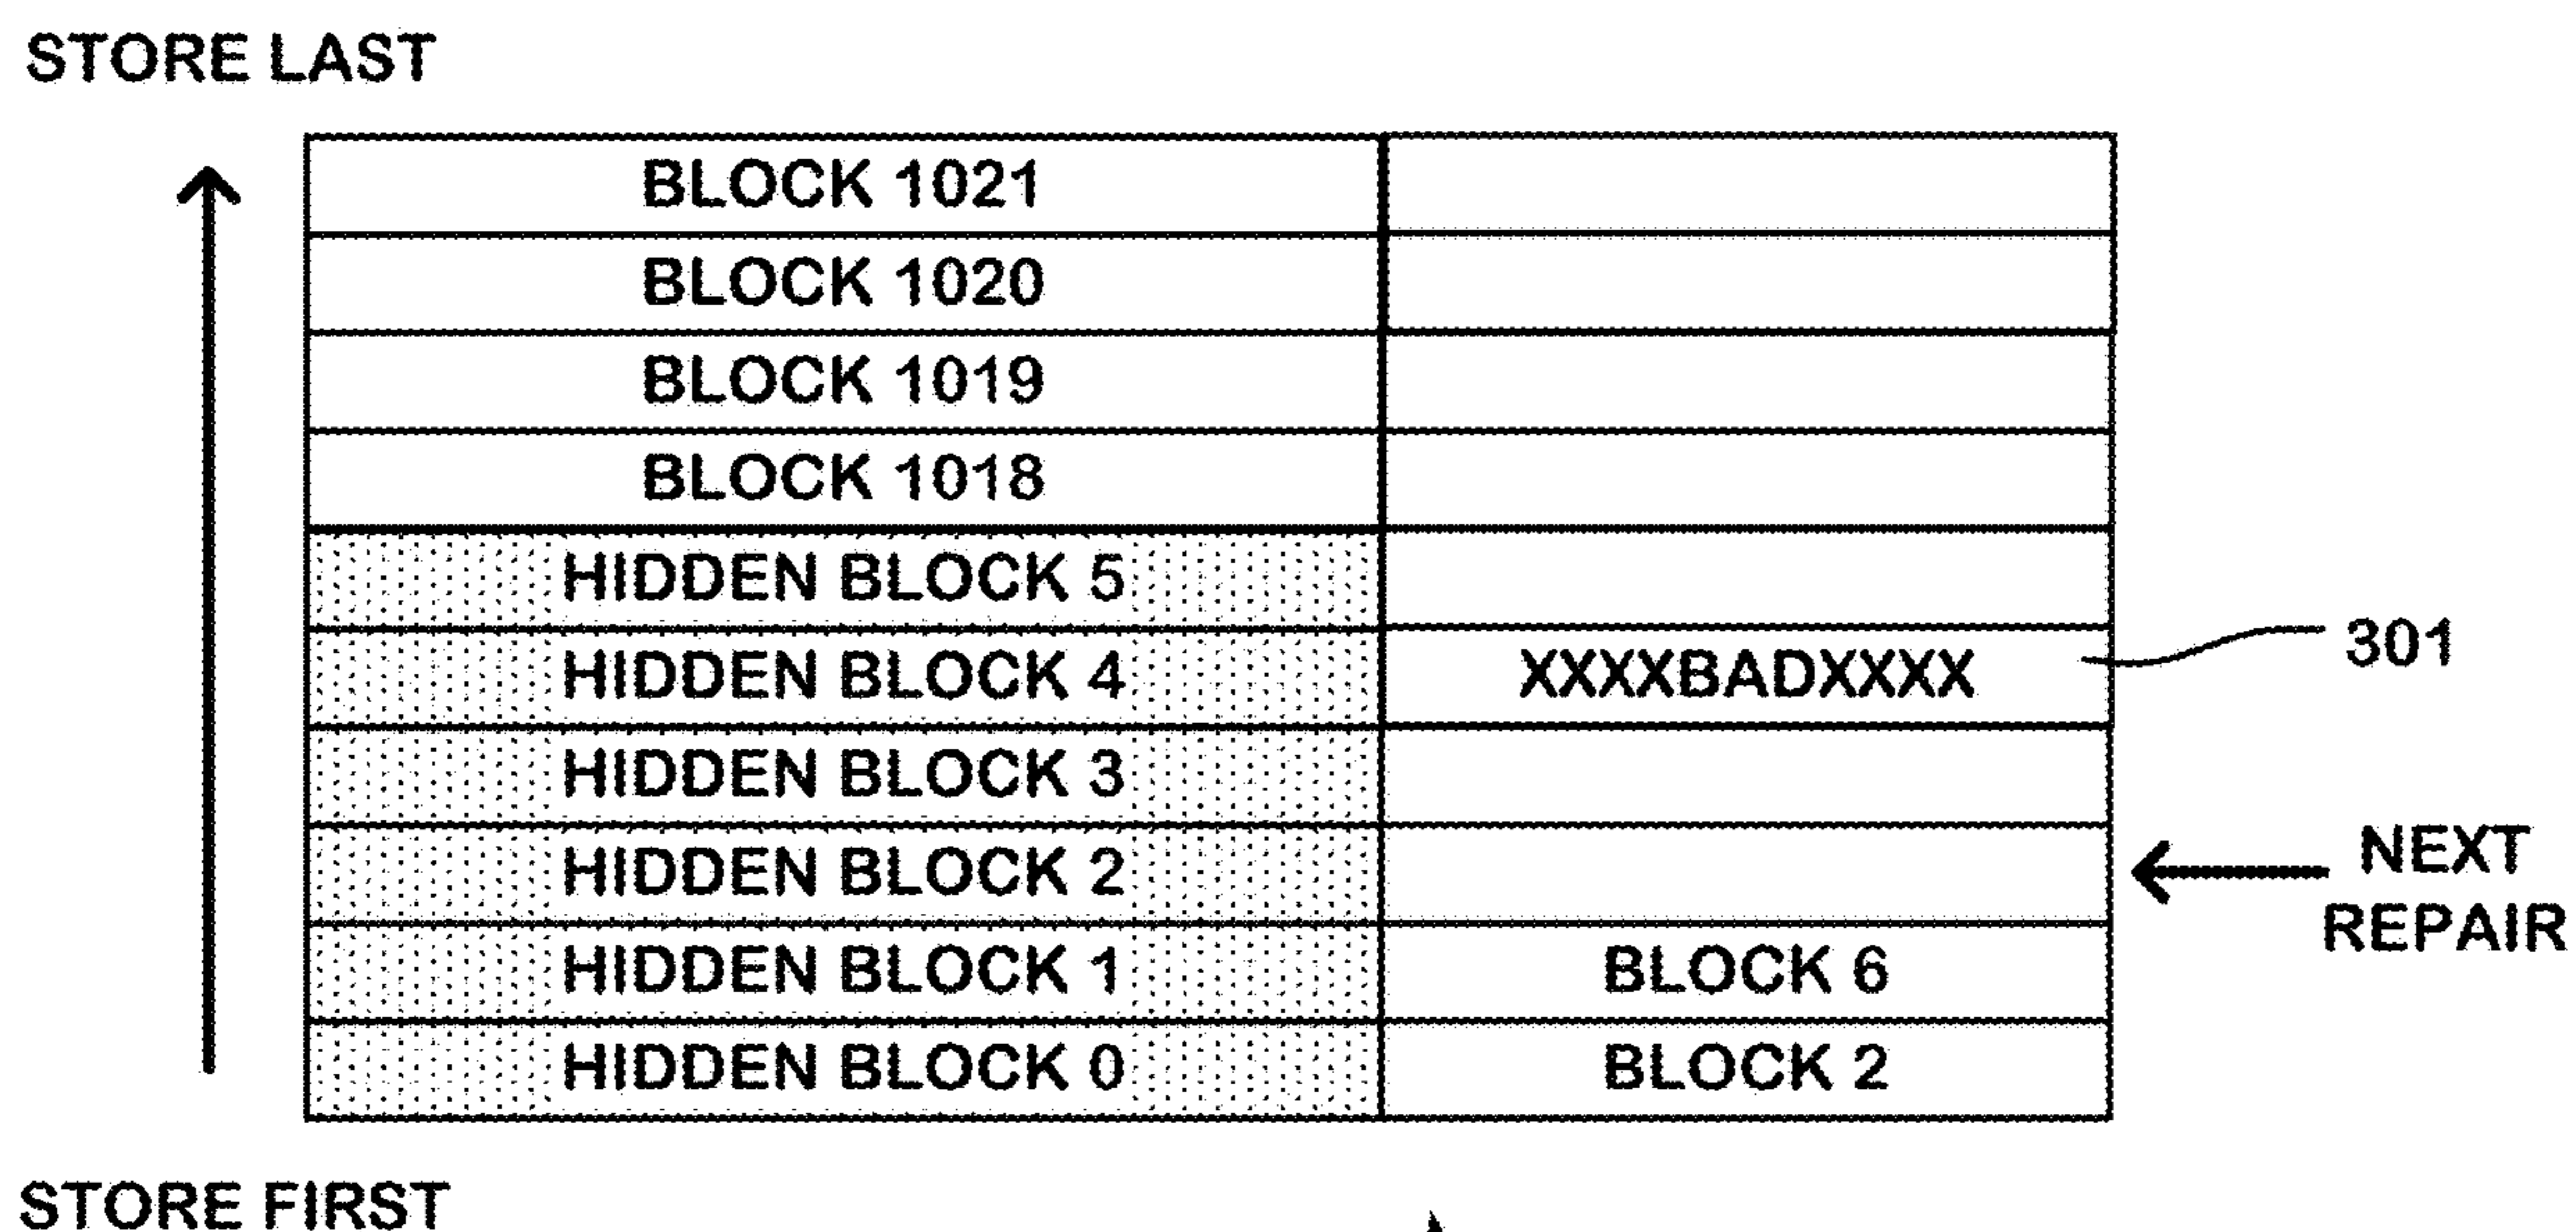 STORE LAST
BLOCK 1021
BLOCK 1020
BLOCK 1019
BLOCK 1018
HIDDEN BLOCK 5
HIDDEN BLOCK 4 XXXXBADXXXX 301
HIDDEN BLOCK 3
HIDDEN BLOCK 2 NEXT
REPAIR
HIDDEN BLOCK 1 BLOCK 6
HIDDEN BLOCK 0 BLOCK 2
STORE FIRST